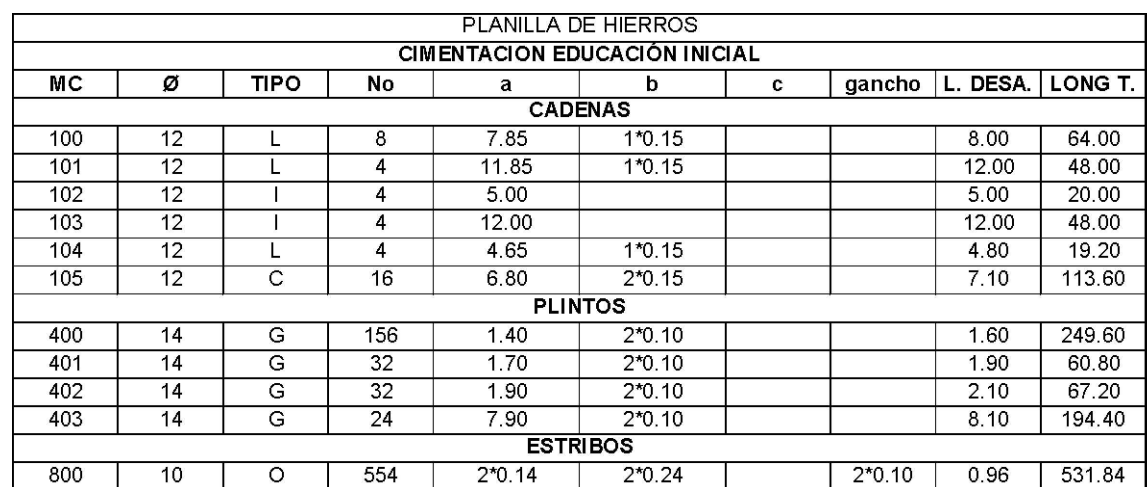 PLANILLA DE HIERROS
CIMENTACION EDUCACIÓN INICIAL
MC Ø TIPO No a b c gancho L. DESA. LONG T.
CADENAS
100 12 L 8 7.85 1*0.15 8.00 64.00
101 12 L 4 11.85 1*0.15 12.00 48.00
102 12 I 4 5.00 5.00 20.00
103 12 I 4 12.00 12.00 48.00
104 12 L 4 4.65 1*0.15 4.80 19.20
105 12 C 16 6.80 2*0.15 7.10 113.60
PLINTOS
400 14 G 156 1.40 2*0.10 1.60 249.60
401 14 G 32 1.70 2*0.10 1.90 60.80
402 14 G 32 1.90 2*0.10 2.10 67.20
403 14 G 24 7.90 2*0.10 8.10 194.40
ESTRIBOS
800 10 O 554 2*0.14 2*0.24 2*0.10 0.96 531.84